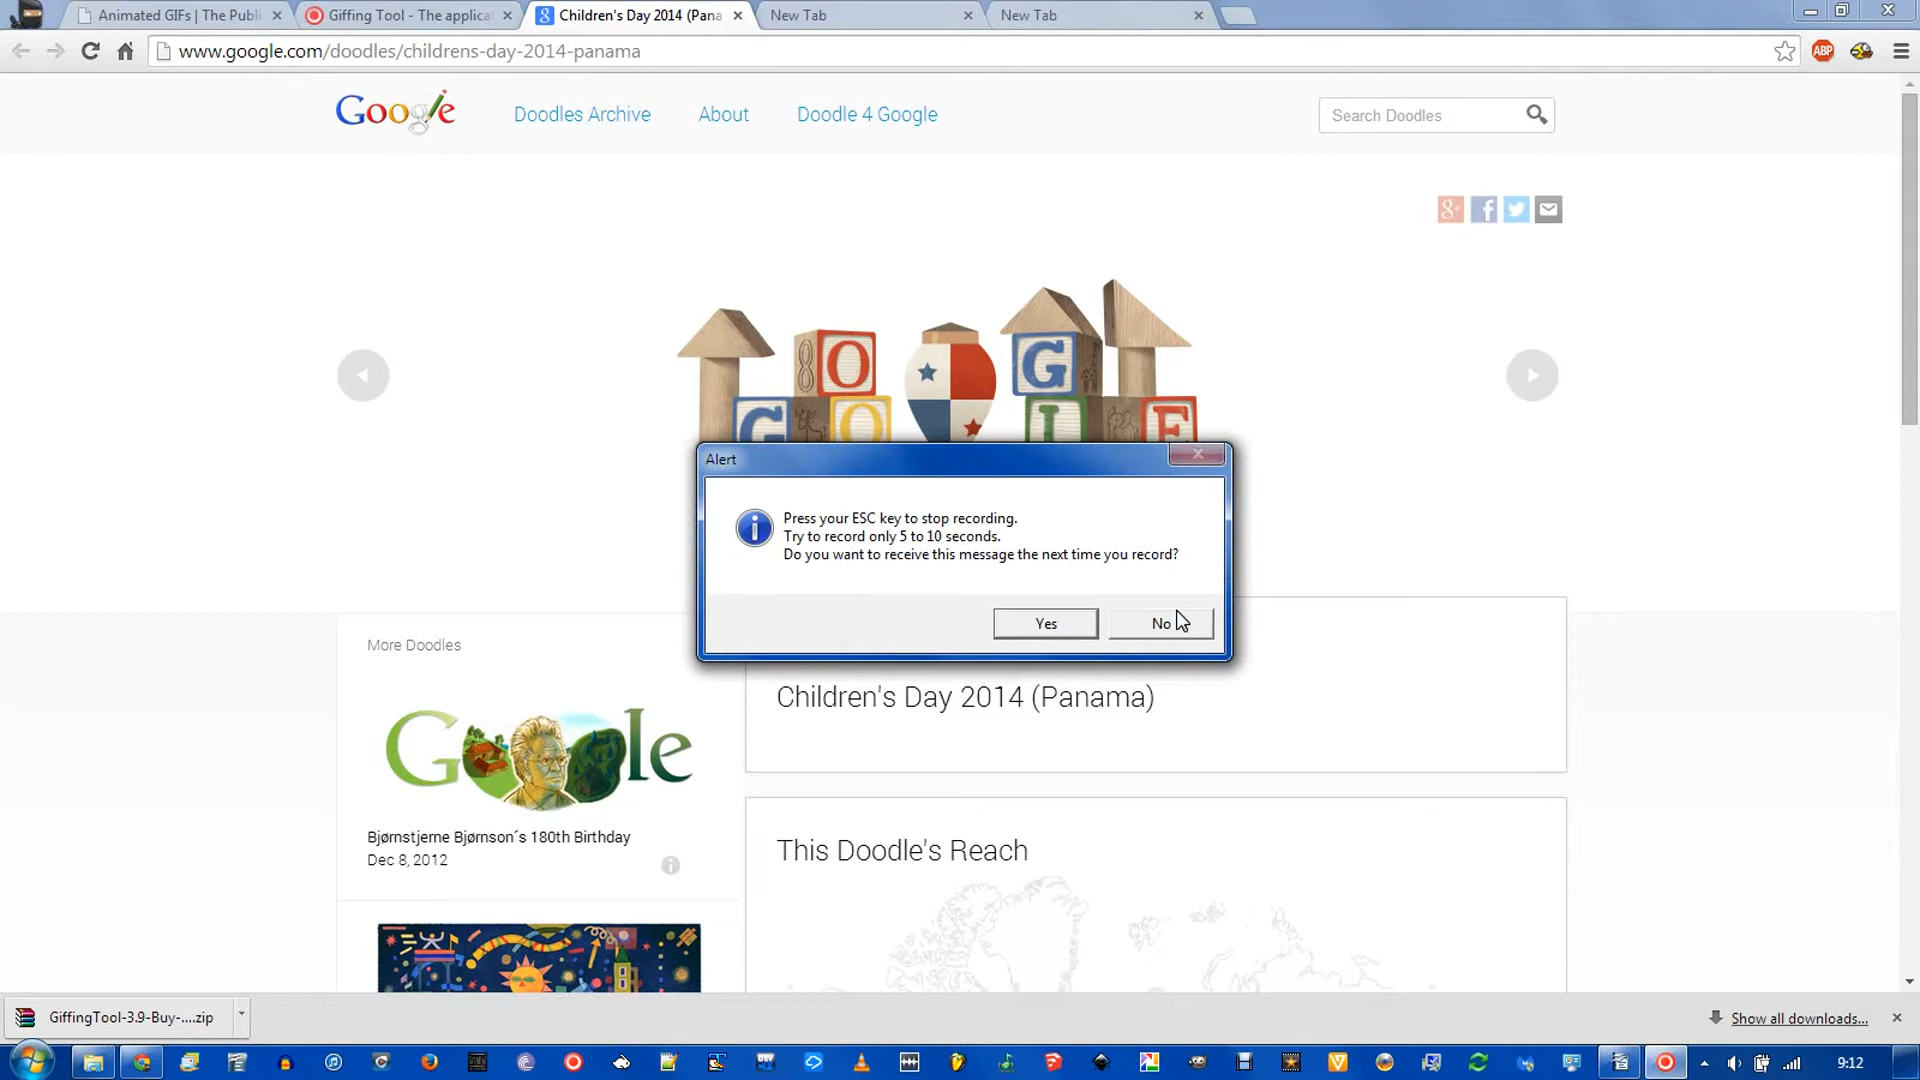 Animated GIFs | The Publi
Giffing Tool - The applicat
Children's Day 2014 (Pana
New Tab
New Tab
www.google.com/doodles/childrens-day-2014-panama
ABP
Google
Doodles Archive
About
Doodle 4 Google
Search Doodles
G O O G L E
Alert
Press your ESC key to stop recording.
Try to record only 5 to 10 seconds.
Do you want to receive this message the next time you record?
Yes
No
More Doodles
Children's Day 2014 (Panama)
Google
Bjørnstjerne Bjørnson´s 180th Birthday
Dec 8, 2012
This Doodle's Reach
GiffingTool-3.9-Buy-....zip
Show all downloads...
9:12